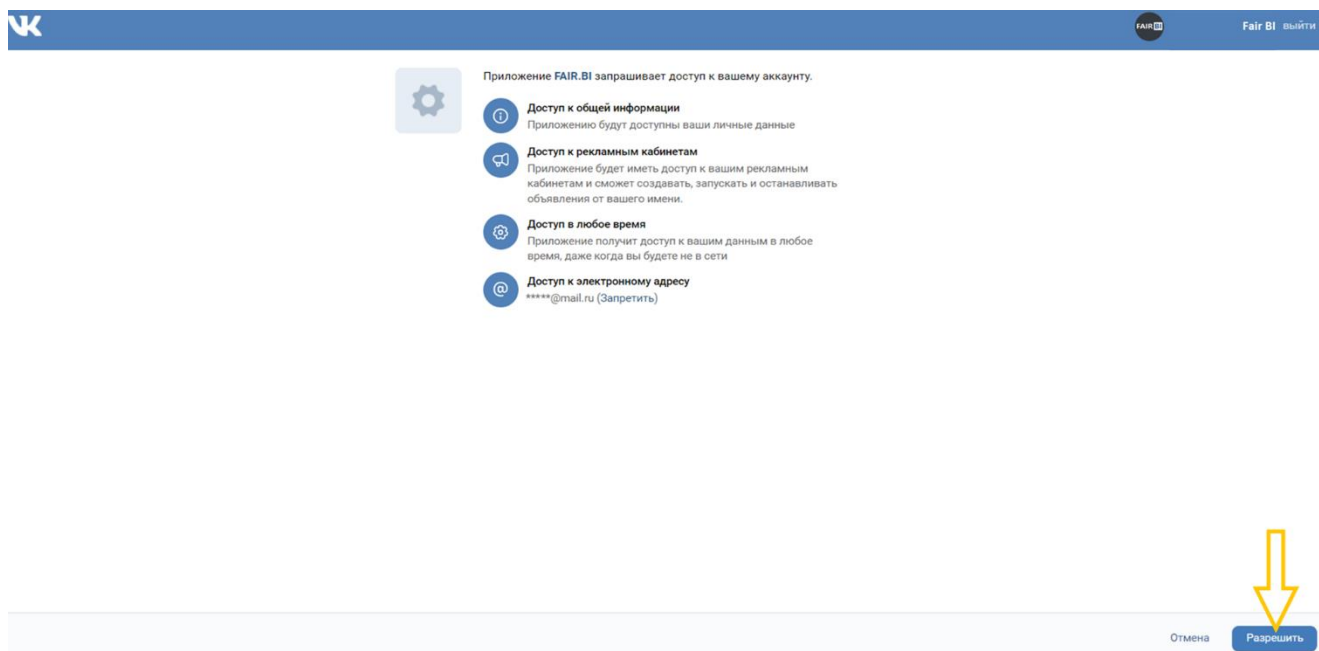 VK
FAIR BI
Fair BI выйти
Приложение FAIR.BI запрашивает доступ к вашему аккаунту.
Доступ к общей информации
Приложению будут доступны ваши личные данные
Доступ к рекламным кабинетам
Приложение будет иметь доступ к вашим рекламным
кабинетам и сможет создавать, запускать и останавливать
объявления от вашего имени.
Доступ в любое время
Приложение получит доступ к вашим данным в любое
время, даже когда вы будете не в сети
Доступ к электронному адресу
*****@mail.ru (Запретить)
Отмена
Разрешить